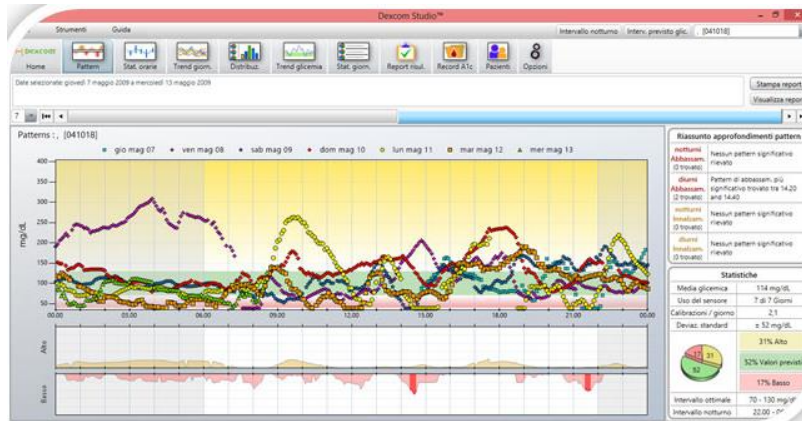 Dexcom Studio™
Strumenti Guida
Intervallo notturno Interv. previsto glic. , [041018]
DEXCOM
Home Pattern Stat. orarie Trend giorn. Distribuz. Trend glicemia Stat. giorn. Report risul. Record A1c Pazienti Opzioni
Date selezionate: giovedì 7 maggio 2009 a mercoledì 13 maggio 2009
Stampa report
Visualizza report
7
Patterns : , [041018]
gio mag 07 ven mag 08 sab mag 09 dom mag 10 lun mag 11 mar mag 12 mer mag 13
mg/dL
400
350
300
250
200
150
100
50
00.00 03.00 06.00 09.00 12.00 15.00 18.00 21.00 00.00
Alto
Basso
Riassunto approfondimenti pattern
notturni Abbassam. (0 trovato)
Nessun pattern significativo rilevato
diurni Abbassam. (2 trovato)
Pattern di abbassam. più significativo trovato tra 14.20 and 14.40
notturni Innalzam. (0 trovato)
Nessun pattern significativo rilevato
diurni Innalzam. (0 trovato)
Nessun pattern significativo rilevato
Statistiche
Media glicemica 114 mg/dL
Uso del sensore 7 di 7 Giorni
Calibrazioni / giorno 2,1
Deviaz. standard ± 52 mg/dL
17 31 52
31% Alto
52% Valori previsti
17% Basso
Intervallo ottimale 70 - 130 mg/dL
Intervallo notturno 22.00 -